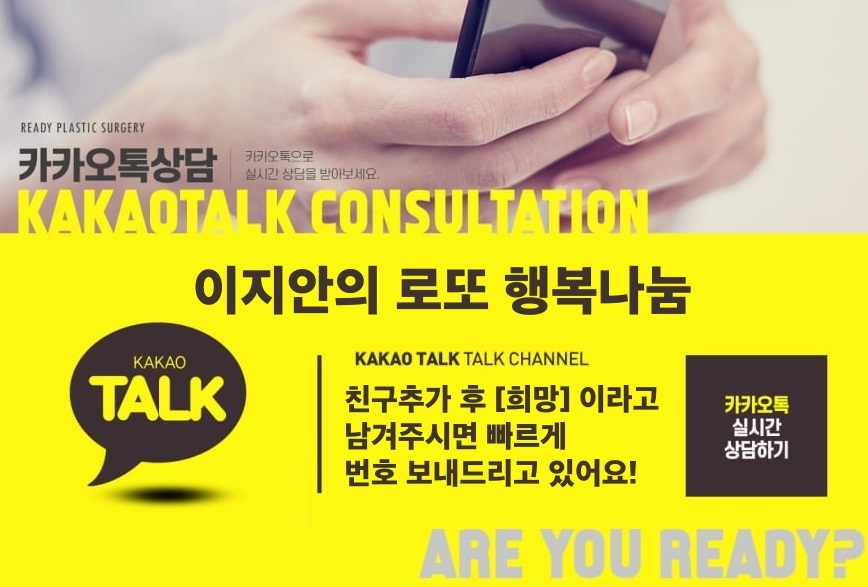 READY PLASTIC SURGERY
카카오톡상담
카카오톡으로
실시간 상담을 받아보세요.
KAKAOTALK CONSULTATION
이지안의 로또 행복나눔
KAKAO
TALK
KAKAO TALK TALK CHANNEL
친구추가 후 [희망] 이라고
남겨주시면 빠르게
번호 보내드리고 있어요!
카카오톡
실시간
상담하기
ARE YOU READY?